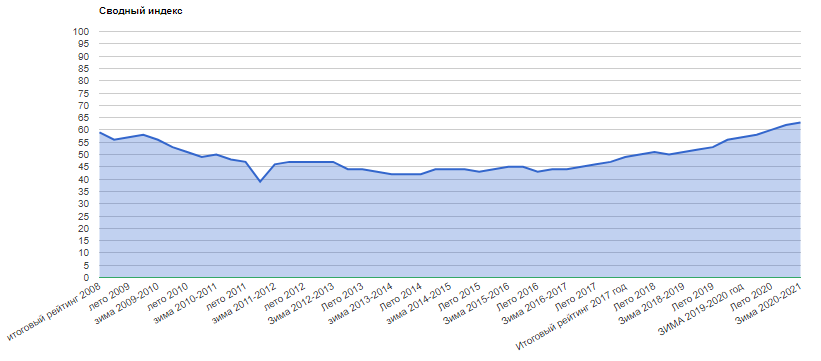 Сводный индекс
100
95
90
85
80
75
70
65
60
55
50
45
40
35
30
25
20
15
10
5
0
итоговый рейтинг 2008
лето 2009
зима 2009-2010
лето 2010
зима 2010-2011
лето 2011
зима 2011-2012
лето 2012
Зима 2012-2013
Лето 2013
зима 2013-2014
Лето 2014
зима 2014-2015
Лето 2015
Зима 2015-2016
Лето 2016
Зима 2016-2017
Лето 2017
Итоговый рейтинг 2017 год
Лето 2018
Зима 2018-2019
Лето 2019
ЗИМА 2019-2020 год
Лето 2020
Зима 2020-2021